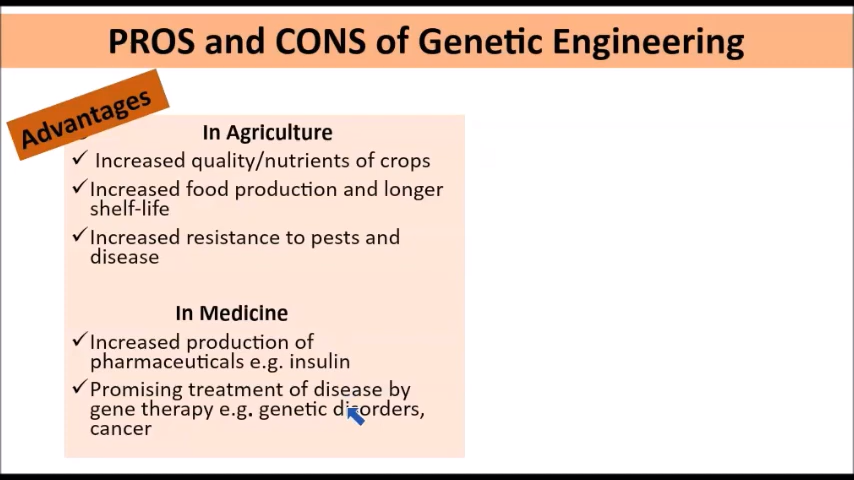 PROS and CONS of Genetic Engineering
Advantages
In Agriculture
✓ Increased quality/nutrients of crops
✓ Increased food production and longer
shelf-life
✓ Increased resistance to pests and
disease
In Medicine
✓ Increased production of
pharmaceuticals e.g. insulin
✓ Promising treatment of disease by
gene therapy e.g. genetic disorders,
cancer